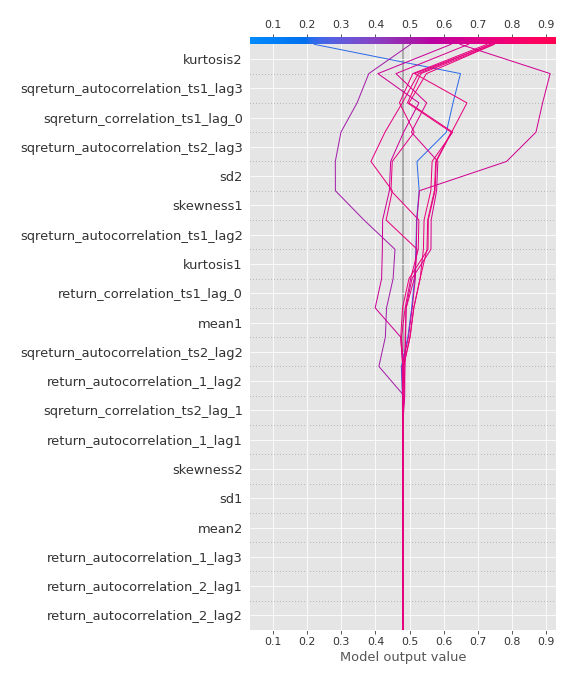 0.1 0.2 0.3 0.4 0.5 0.6 0.7 0.8 0.9
kurtosis2
sqreturn_autocorrelation_ts1_lag3
sqreturn_correlation_ts1_lag_0
sqreturn_autocorrelation_ts2_lag3
sd2
skewness1
sqreturn_autocorrelation_ts1_lag2
kurtosis1
return_correlation_ts1_lag_0
mean1
sqreturn_autocorrelation_ts2_lag2
return_autocorrelation_1_lag2
sqreturn_correlation_ts2_lag_1
return_autocorrelation_1_lag1
skewness2
sd1
mean2
return_autocorrelation_1_lag3
return_autocorrelation_2_lag1
return_autocorrelation_2_lag2
0.1 0.2 0.3 0.4 0.5 0.6 0.7 0.8 0.9
Model output value